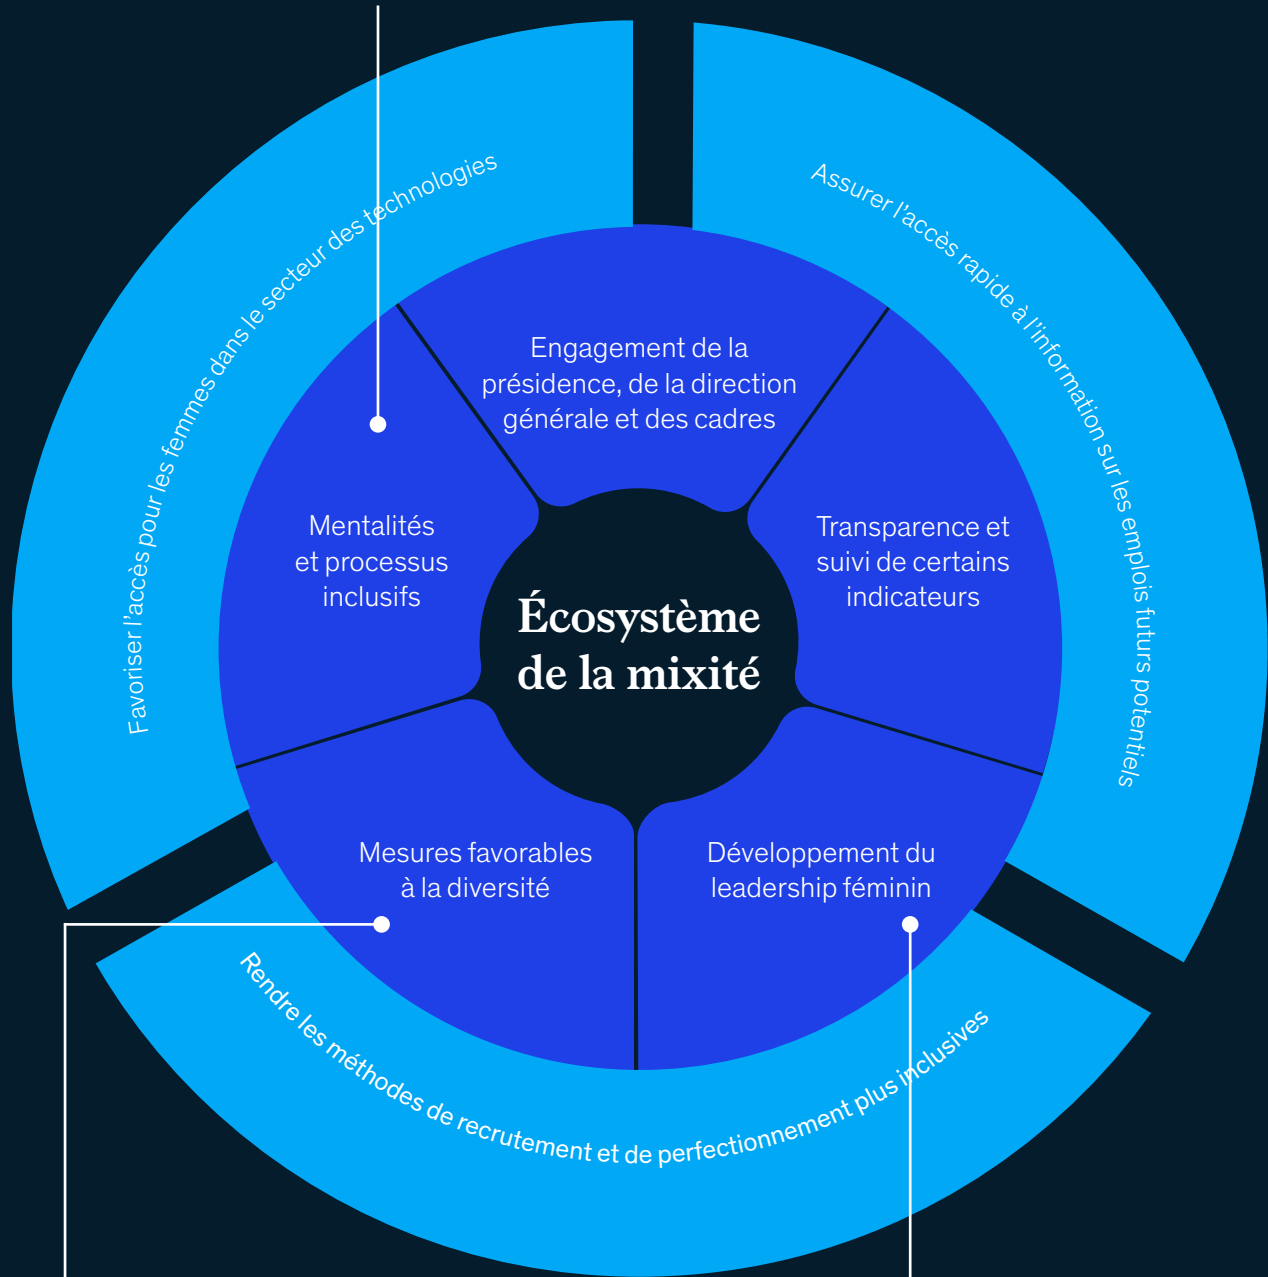 Favoriser l’accès pour les femmes dans le secteur des technologies
Assurer l’accès rapide à l’information sur les emplois futurs potentiels
Engagement de la
présidence, de la direction
générale et des cadres
Mentalités
et processus
inclusifs
Transparence et
suivi de certains
indicateurs
Écosystème
de la mixité
Mesures favorables
à la diversité
Développement du
leadership féminin
Rendre les méthodes de recrutement et de perfectionnement plus inclusives